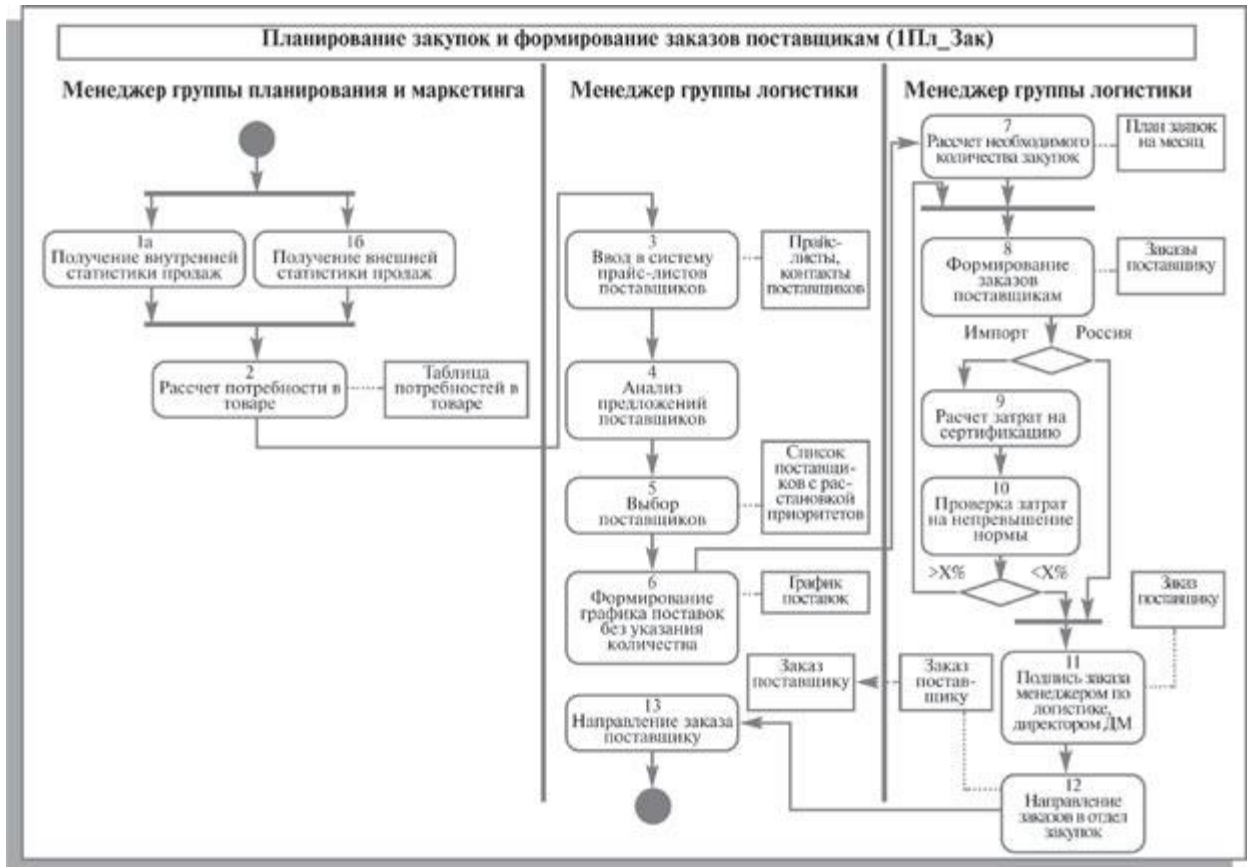 Планирование закупок и формирование заказов поставщикам (1Пл_Зак)
Менеджер группы планирования и маркетинга
1а
Получение внутренней
статистики продаж
1б
Получение внешней
статистики продаж
2
Рассчет потребности в
товаре
Таблица
потребностей в
товаре
Менеджер группы логистики
3
Ввод в систему
прайс-листов
поставщиков
Прайс-
листы,
контакты
поставщиков
4
Анализ
предложений
поставщиков
5
Выбор
поставщиков
Список
поставщи-
ков с рас-
становкой
приоритетов
6
Формирование
графика поставок
без указания
количества
График
поставок
Заказ
поставщику
13
Направление заказа
поставщику
Менеджер группы логистики
7
Рассчет необходимого
количества закупок
План заявок
на месяц
8
Формирование
заказов
поставщикам
Заказы
поставщику
Импорт
Россия
9
Расчет затрат на
сертификацию
10
Проверка затрат
на непревышение
нормы
>X%
<X%
Заказ
поставщику
11
Подпись заказа
менеджером по
логистике,
директором ДМ
Заказ
постав-
щику
12
Направление
заказов в отдел
закупок